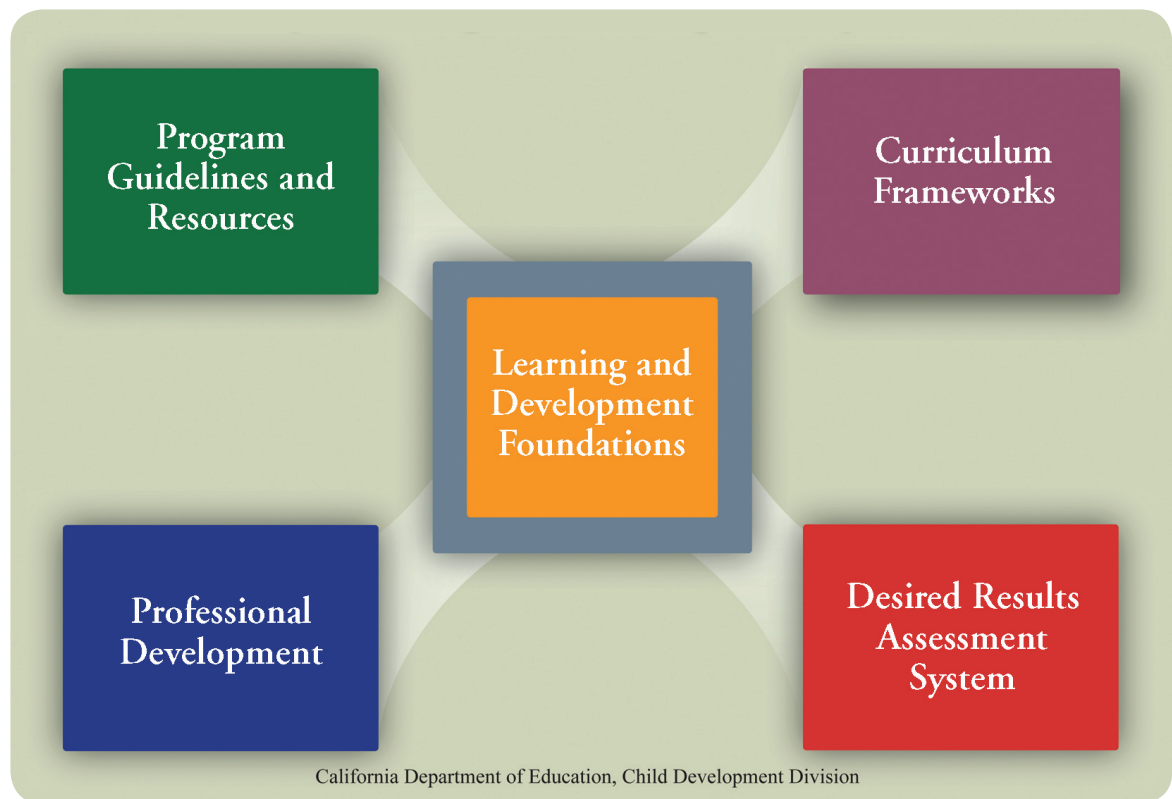 Program
Guidelines and
Resources
Curriculum
Frameworks
Learning and
Development
Foundations
Professional
Development
Desired Results
Assessment
System
California Department of Education, Child Development Division